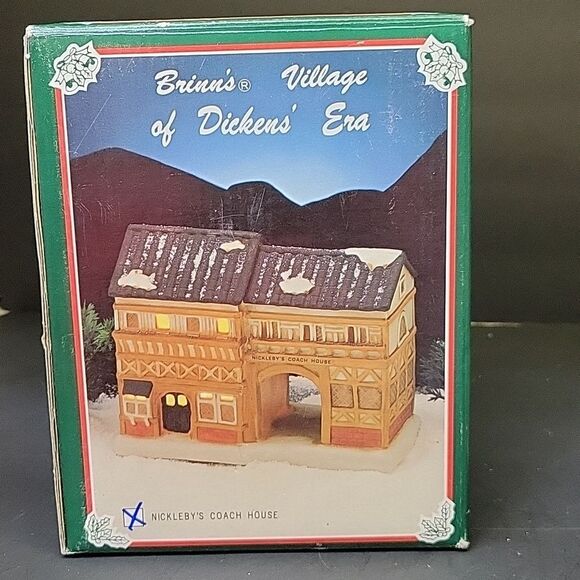 Brinn's® Village
of Dickens' Era
NICKLEBY'S COACH HOUSE
NICKLEBY'S COACH HOUSE